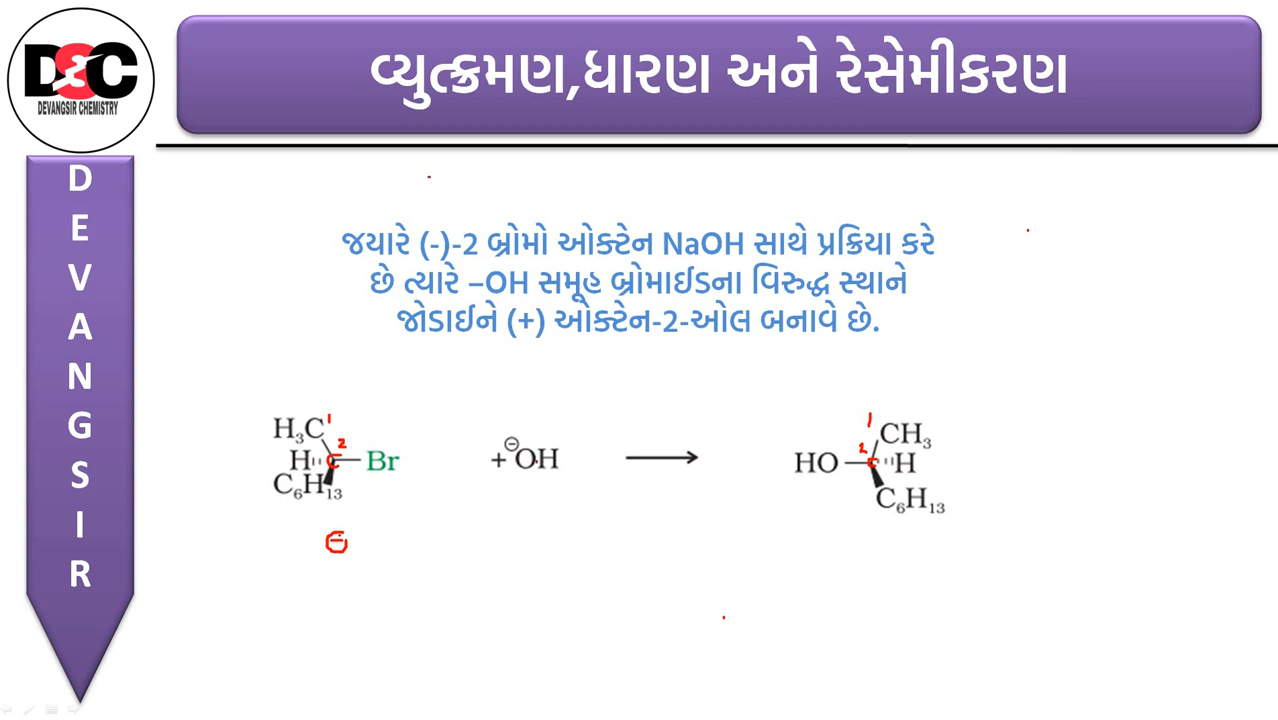 DEC
DEVANGSIR CHEMISTRY
વ્યુત્ક્રમણ,ધારણ અને રેસેમીકરણ
D
E
V
A
N
G
S
I
R
જયારે (-)-2 બ્રોમો ઓક્ટેન NaOH સાથે પ્રક્રિયા કરે
છે ત્યારે –OH સમૂહ બ્રોમાઈડના વિરુદ્ધ સ્થાને
જોડાઈને (+) ઓક્ટેન-2-ઓલ બનાવે છે.
H₃C 1
2
H C Br
C₆H₁₃
⊖
+ ⊖OH
1
CH₃
2
HO C H
C₆H₁₃